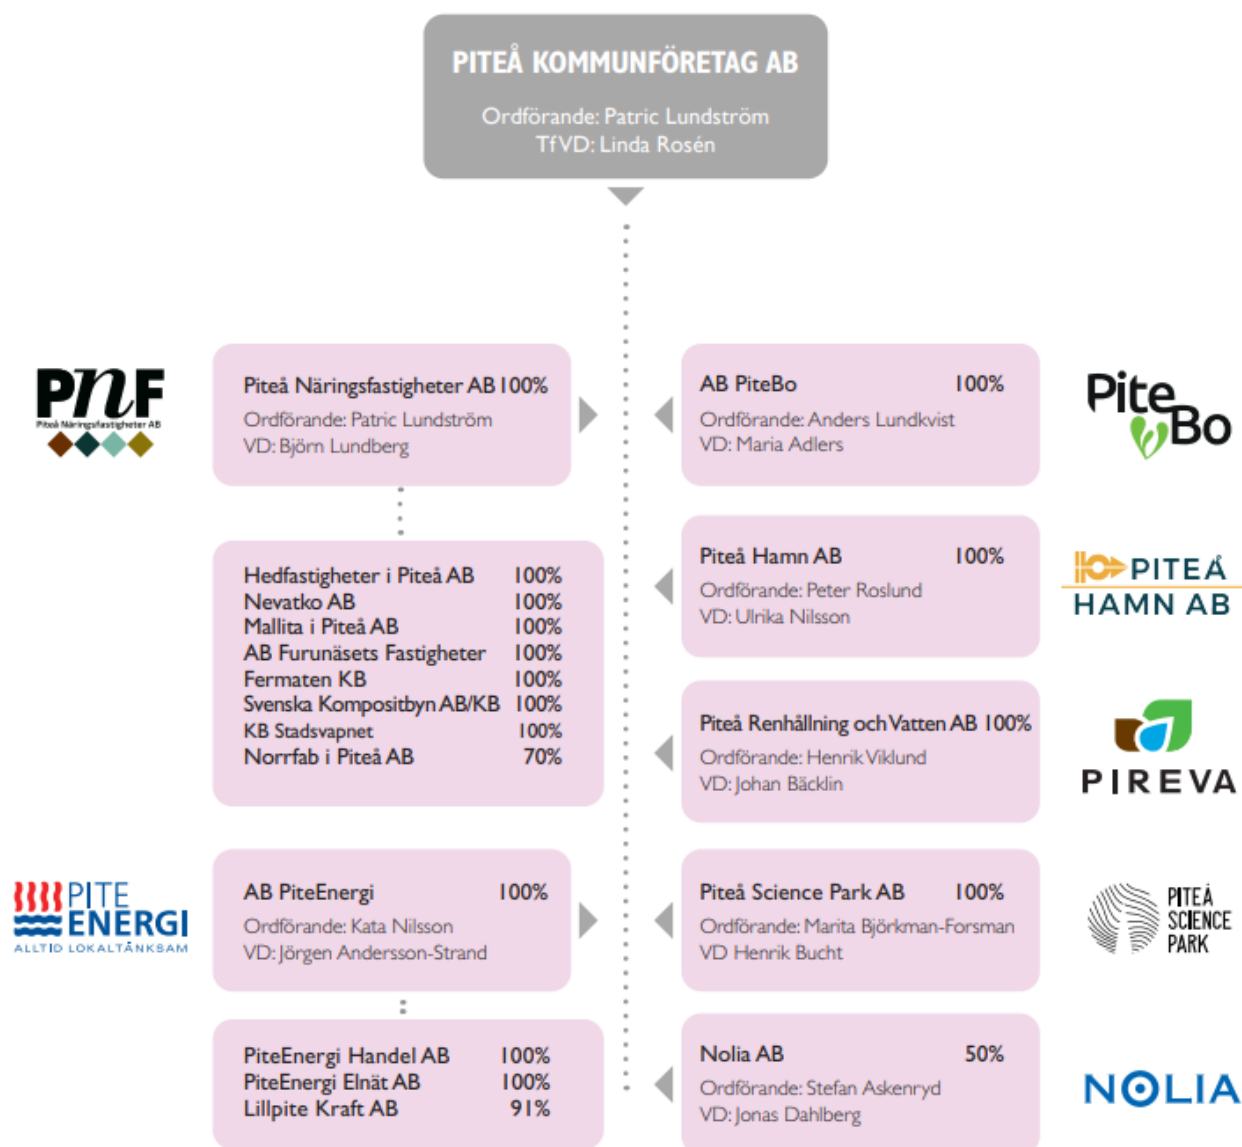 PITEÅ KOMMUNFÖRETAG AB
Ordförande: Patric Lundström
Tf VD: Linda Rosén
PnF
Piteå Näringsfastigheter AB
Piteå Näringsfastigheter AB 100%
Ordförande: Patric Lundström
VD: Björn Lundberg
AB PiteBo 100%
Ordförande: Anders Lundkvist
VD: Maria Adlers
Pite
Bo
Hedfastigheter i Piteå AB 100%
Nevatko AB 100%
Mallita i Piteå AB 100%
AB Furunäsets Fastigheter 100%
Fermaten KB 100%
Svenska Kompositbyn AB/KB 100%
KB Stadsvapnet 100%
Norrfab i Piteå AB 70%
Piteå Hamn AB 100%
Ordförande: Peter Roslund
VD: Ulrika Nilsson
PITEÅ
HAMN AB
Piteå Renhållning och Vatten AB 100%
Ordförande: Henrik Viklund
VD: Johan Bäcklin
PIREVA
PITE
ENERGI
ALLTID LOKALTÄNKSAM
AB PiteEnergi 100%
Ordförande: Kata Nilsson
VD: Jörgen Andersson-Strand
Piteå Science Park AB 100%
Ordförande: Marita Björkman-Forsman
VD Henrik Bucht
PITEÅ
SCIENCE
PARK
PiteEnergi Handel AB 100%
PiteEnergi Elnät AB 100%
Lillpite Kraft AB 91%
Nolia AB 50%
Ordförande: Stefan Askenryd
VD: Jonas Dahlberg
NOLIA